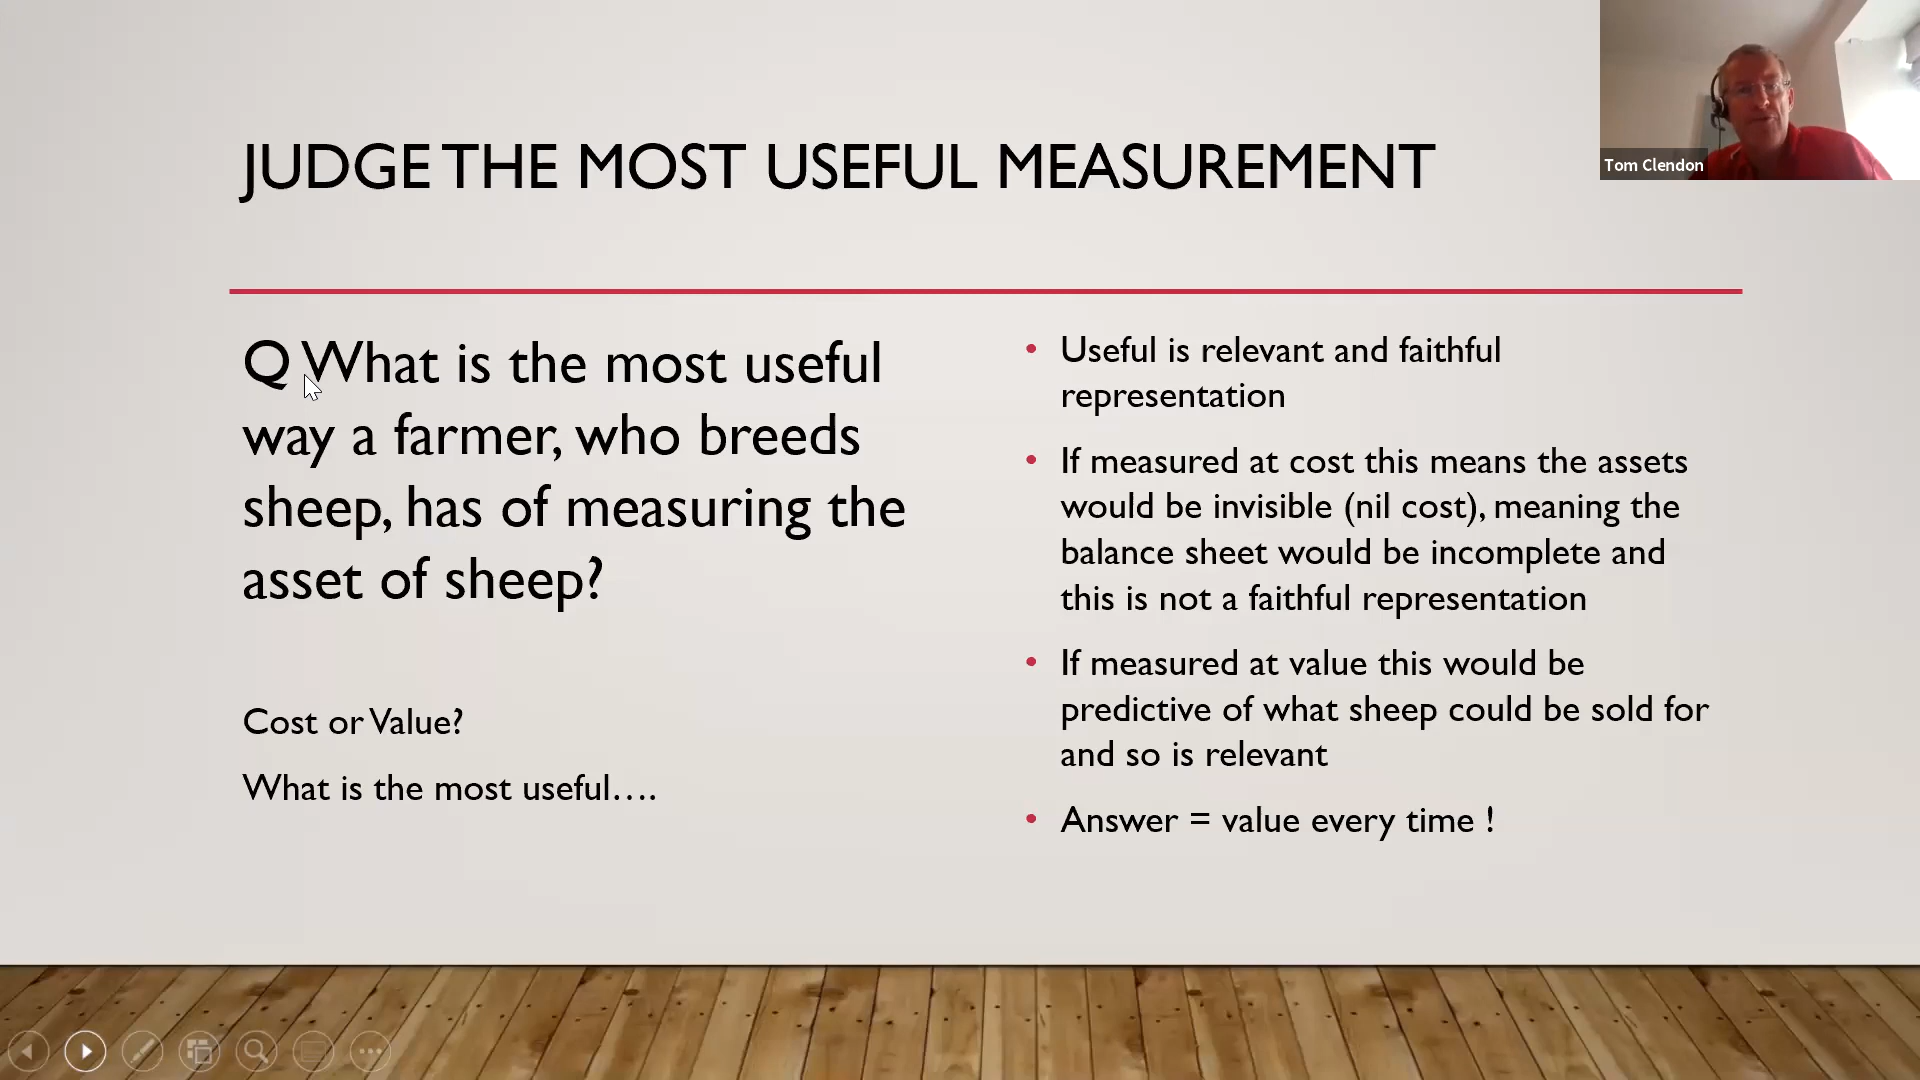 JUDGE THE MOST USEFUL MEASUREMENT
Tom Clendon
Q What is the most useful
way a farmer, who breeds
sheep, has of measuring the
asset of sheep?
Cost or Value?
What is the most useful….
• Useful is relevant and faithful
representation
• If measured at cost this means the assets
would be invisible (nil cost), meaning the
balance sheet would be incomplete and
this is not a faithful representation
• If measured at value this would be
predictive of what sheep could be sold for
and so is relevant
• Answer = value every time !